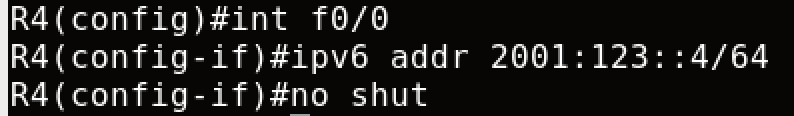 R4(config)#int f0/0
R4(config-if)#ipv6 addr 2001:123::4/64
R4(config-if)#no shut